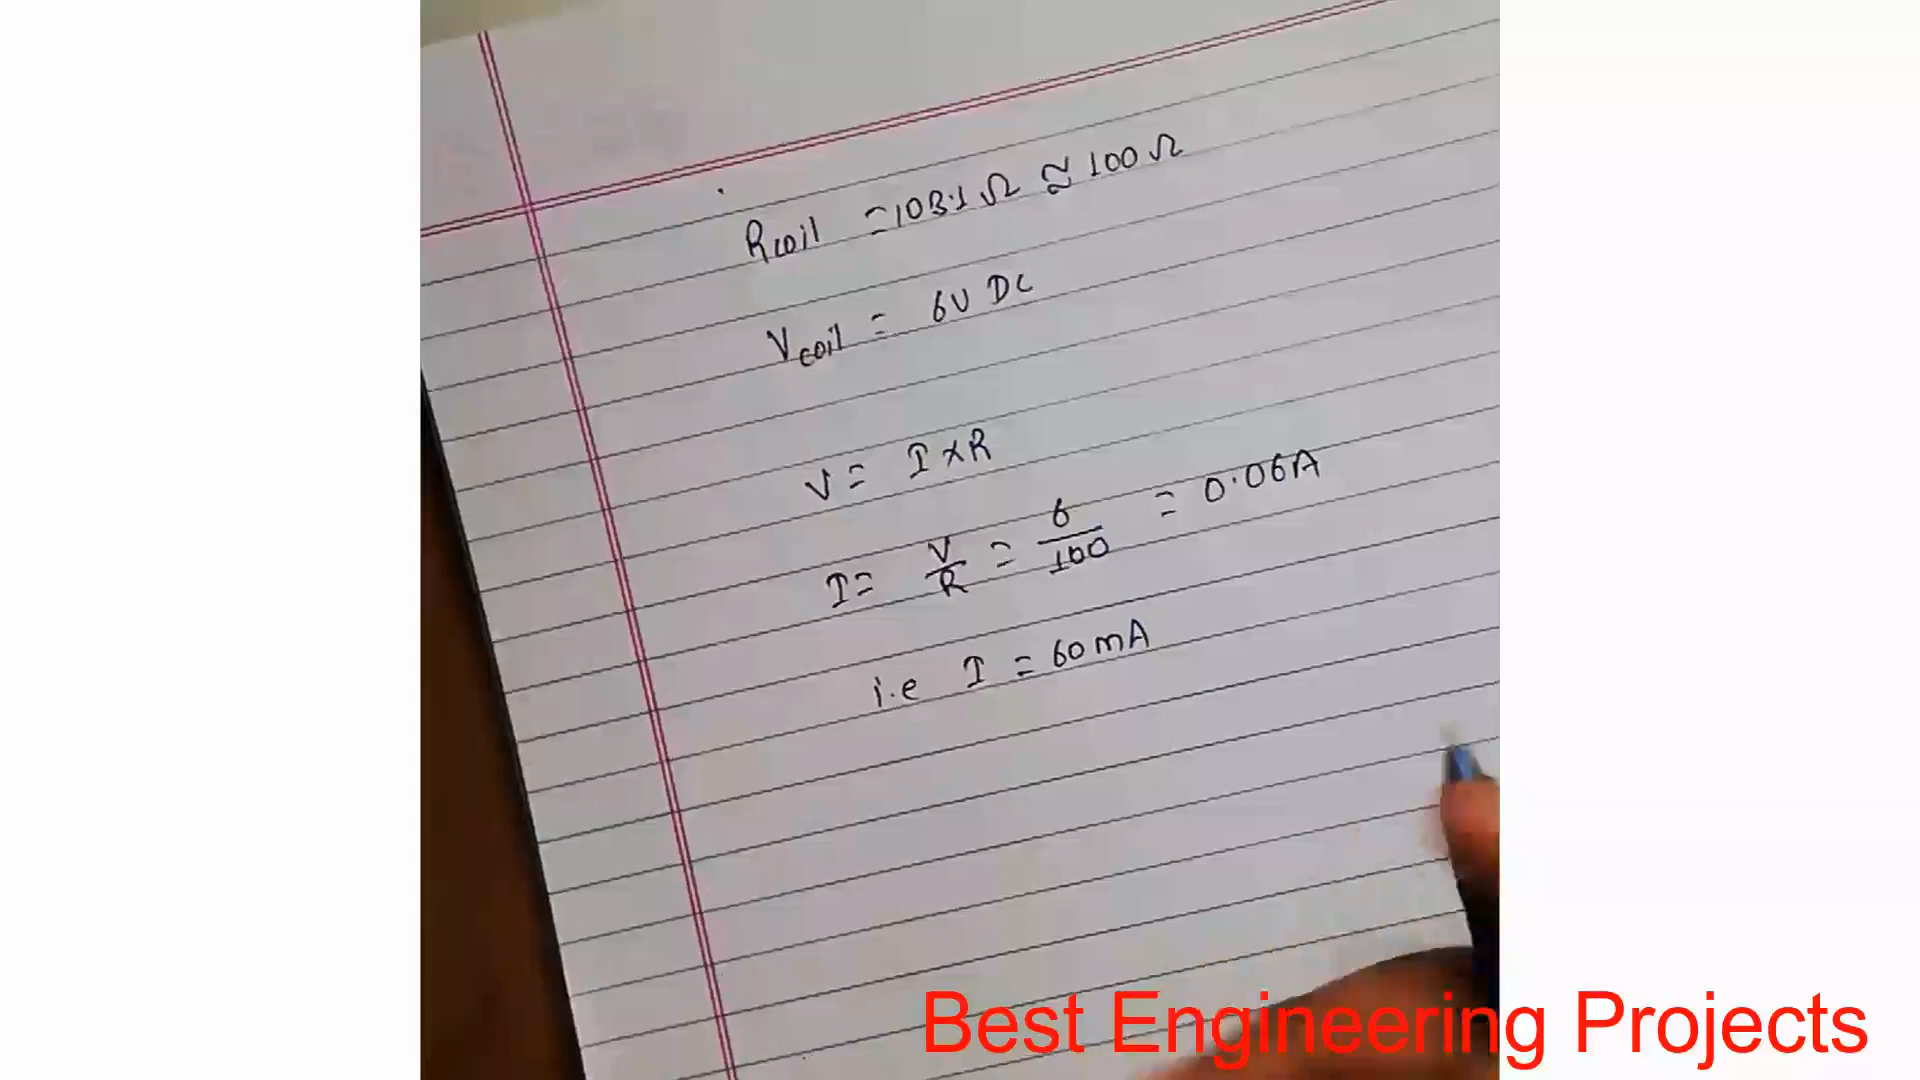 Rcoil = 103.1 Ω ≈ 100 Ω
Vcoil = 6V DC
V = I × R
I = V/R = 6/100 = 0.06A
i.e I = 60 mA
Best Engineering Projects